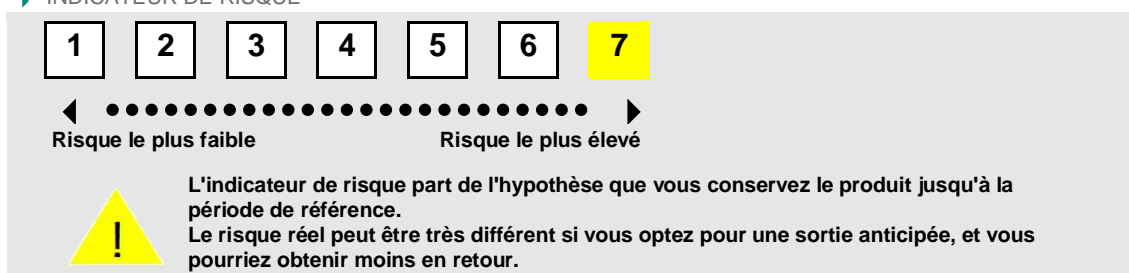 INDICATEUR DE RISQUE
1 2 3 4 5 6 7
Risque le plus faible Risque le plus élevé
L'indicateur de risque part de l'hypothèse que vous conservez le produit jusqu'à la
période de référence.
Le risque réel peut être très différent si vous optez pour une sortie anticipée, et vous
pourriez obtenir moins en retour.